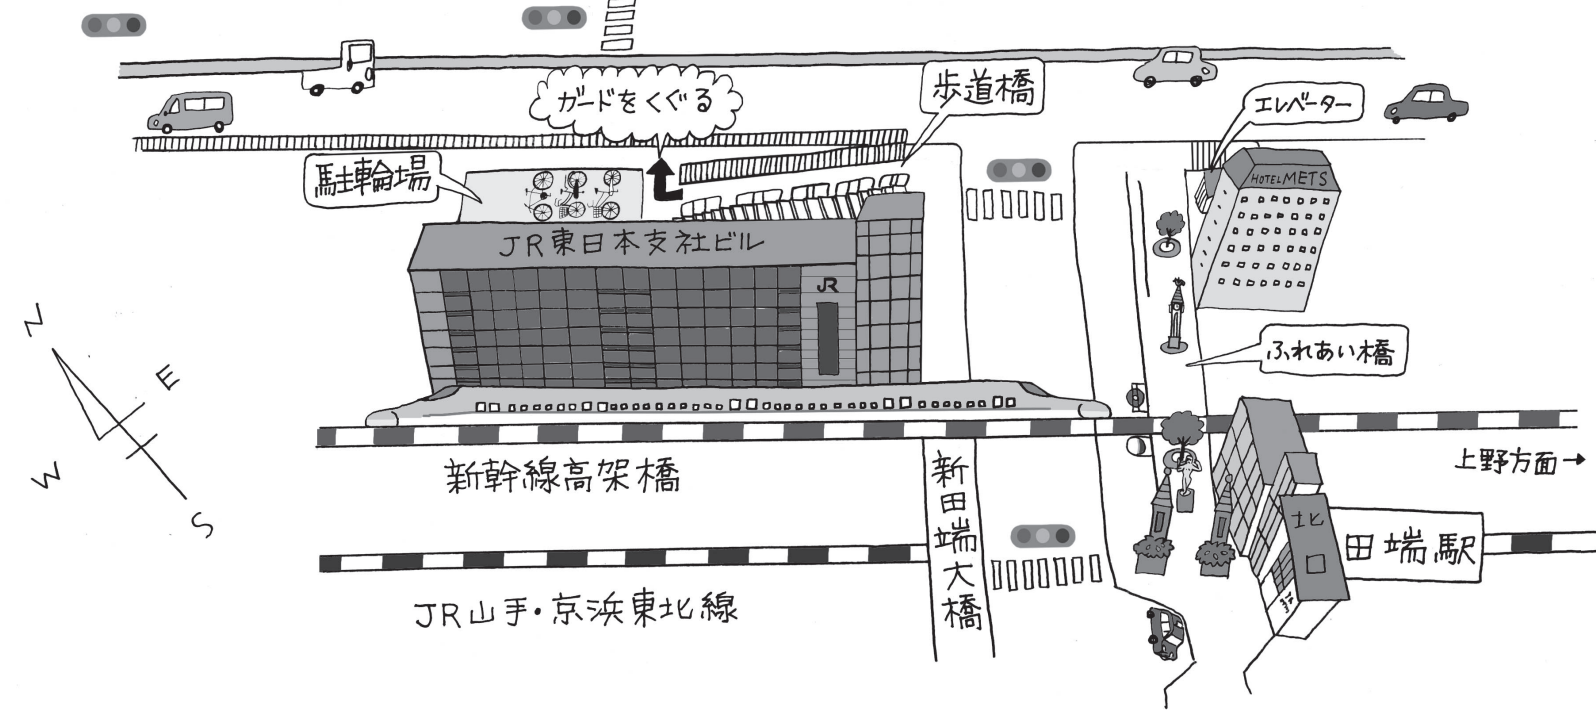 ガードをくぐる
歩道橋
エレベーター
駐輪場
HOTEL METS
JR東日本支社ビル
JR
ふれあい橋
N
E
W
S
新幹線高架橋
新田端大橋
上野方面→
北
田端駅
JR山手・京浜東北線